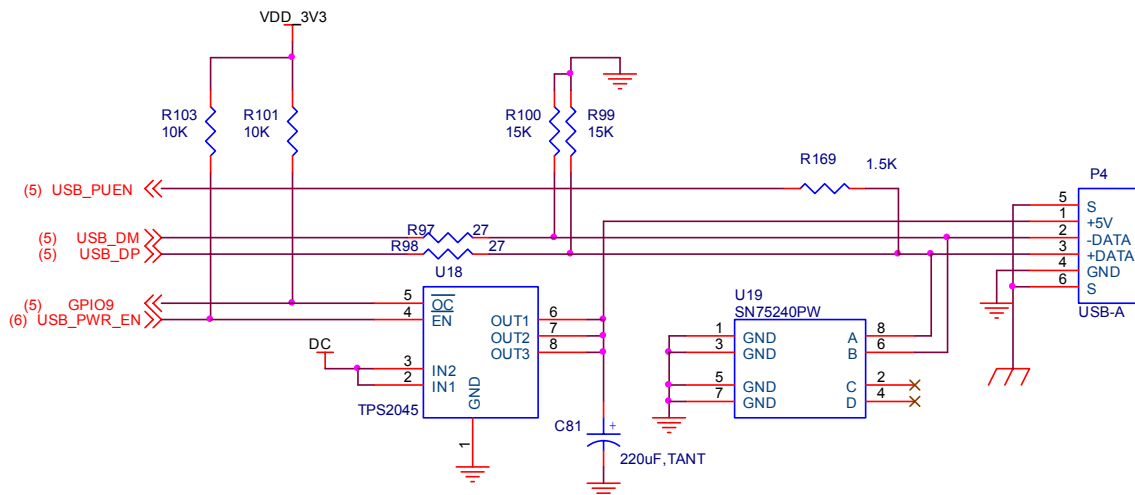 VDD_3V3
R103
10K
R101
10K
R100
15K
R99
15K
R169
1.5K
P4
(5) USB_PUEN
(5) USB_DM
R97
27
(5) USB_DP
R98
27
5
S
1
+5V
2
-DATA
3
+DATA
4
GND
6
S
USB-A
U18
(5) GPIO9
5
OC
(6) USB_PWR_EN
4
EN
OUT1
6
OUT2
7
OUT3
8
DC
3
IN2
2
IN1
GND
1
TPS2045
U19
SN75240PW
1
GND
3
GND
5
GND
7
GND
A
8
B
6
C
2
D
4
C81
+
220uF,TANT